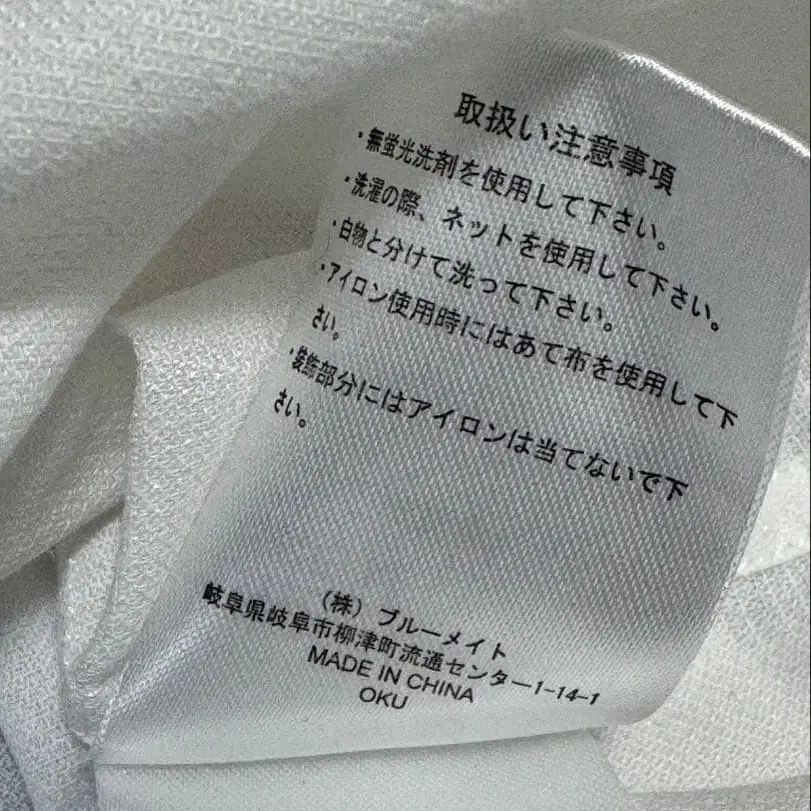 取扱い注意事項
・無蛍光洗剤を使用して下さい。
・洗濯の際、ネットを使用して下さい。
・白物と分けて洗って下さい。
・アイロン使用時にはあて布を使用して下
さい。
・装飾部分にはアイロンは当てないで下
さい。
(株) ブルーメイト
岐阜県岐阜市柳津町流通センター1-14-1
MADE IN CHINA
OKU